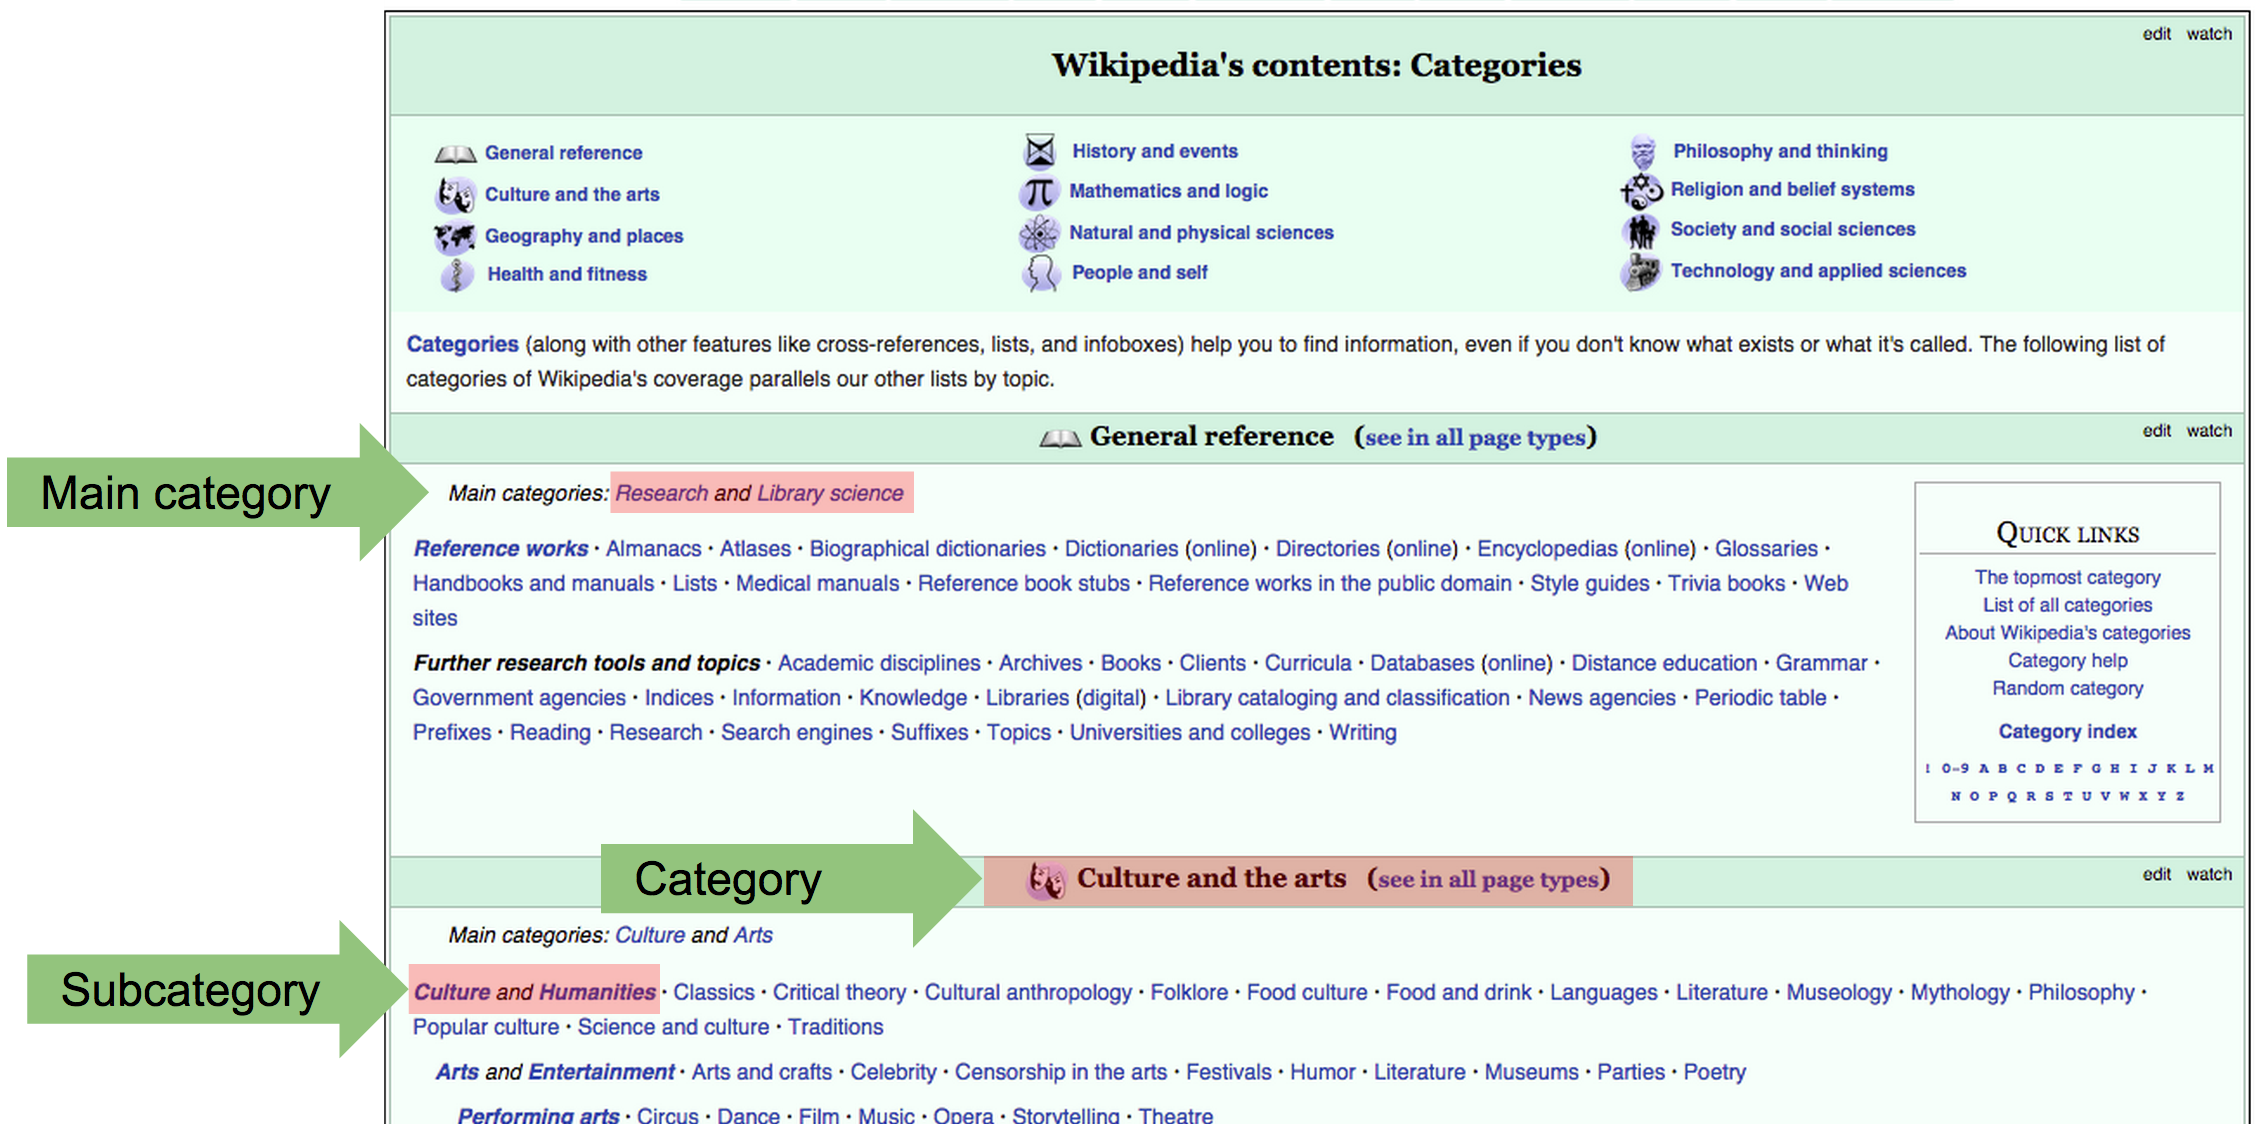 edit watch
Wikipedia's contents: Categories
General reference
Culture and the arts
Geography and places
Health and fitness
History and events
Mathematics and logic
Natural and physical sciences
People and self
Philosophy and thinking
Religion and belief systems
Society and social sciences
Technology and applied sciences
Categories (along with other features like cross-references, lists, and infoboxes) help you to find information, even if you don't know what exists or what it's called. The following list of
categories of Wikipedia's coverage parallels our other lists by topic.
General reference (see in all page types)
edit watch
Main category
Main categories: Research and Library science
Reference works · Almanacs · Atlases · Biographical dictionaries · Dictionaries (online) · Directories (online) · Encyclopedias (online) · Glossaries ·
Handbooks and manuals · Lists · Medical manuals · Reference book stubs · Reference works in the public domain · Style guides · Trivia books · Web
sites
Further research tools and topics · Academic disciplines · Archives · Books · Clients · Curricula · Databases (online) · Distance education · Grammar ·
Government agencies · Indices · Information · Knowledge · Libraries (digital) · Library cataloging and classification · News agencies · Periodic table ·
Prefixes · Reading · Research · Search engines · Suffixes · Topics · Universities and colleges · Writing
QUICK LINKS
The topmost category
List of all categories
About Wikipedia's categories
Category help
Random category
Category index
! 0-9 A B C D E F G H I J K L M
N O P Q R S T U V W X Y Z
Category
Culture and the arts (see in all page types)
edit watch
Main categories: Culture and Arts
Subcategory
Culture and Humanities · Classics · Critical theory · Cultural anthropology · Folklore · Food culture · Food and drink · Languages · Literature · Museology · Mythology · Philosophy ·
Popular culture · Science and culture · Traditions
Arts and Entertainment · Arts and crafts · Celebrity · Censorship in the arts · Festivals · Humor · Literature · Museums · Parties · Poetry
Performing arts · Circus · Dance · Film · Music · Opera · Storytelling · Theatre